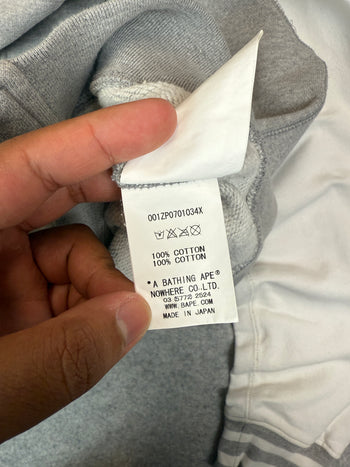 001ZP0701034X
100% COTTON
100% COTTON
*A BATHING APE®
NOWHERE CO.,LTD.
03 5772 2524
WWW.BAPE.COM
MADE IN JAPAN